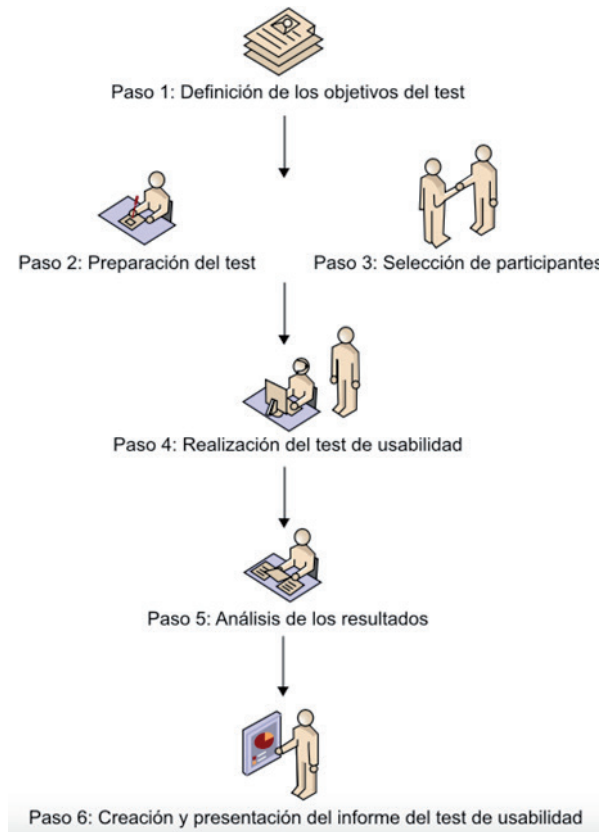 Paso 1: Definición de los objetivos del test
Paso 2: Preparación del test
Paso 3: Selección de participantes
Paso 4: Realización del test de usabilidad
Paso 5: Análisis de los resultados
Paso 6: Creación y presentación del informe del test de usabilidad